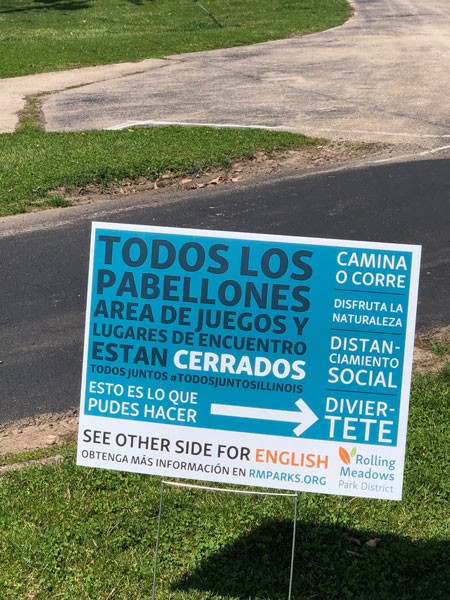 TODOS LOS
PABELLONES
AREA DE JUEGOS Y
LUGARES DE ENCUENTRO
ESTAN CERRADOS
TODOS JUNTOS #TODOSJUNTOSILLINOIS
ESTO ES LO QUE
PUDES HACER
CAMINA
O CORRE
DISFRUTA LA
NATURALEZA
DISTAN-
CIAMIENTO
SOCIAL
DIVIER-
TETE
SEE OTHER SIDE FOR ENGLISH
OBTENGA MÁS INFORMACIÓN EN RMPARKS.ORG
Rolling
Meadows
Park District